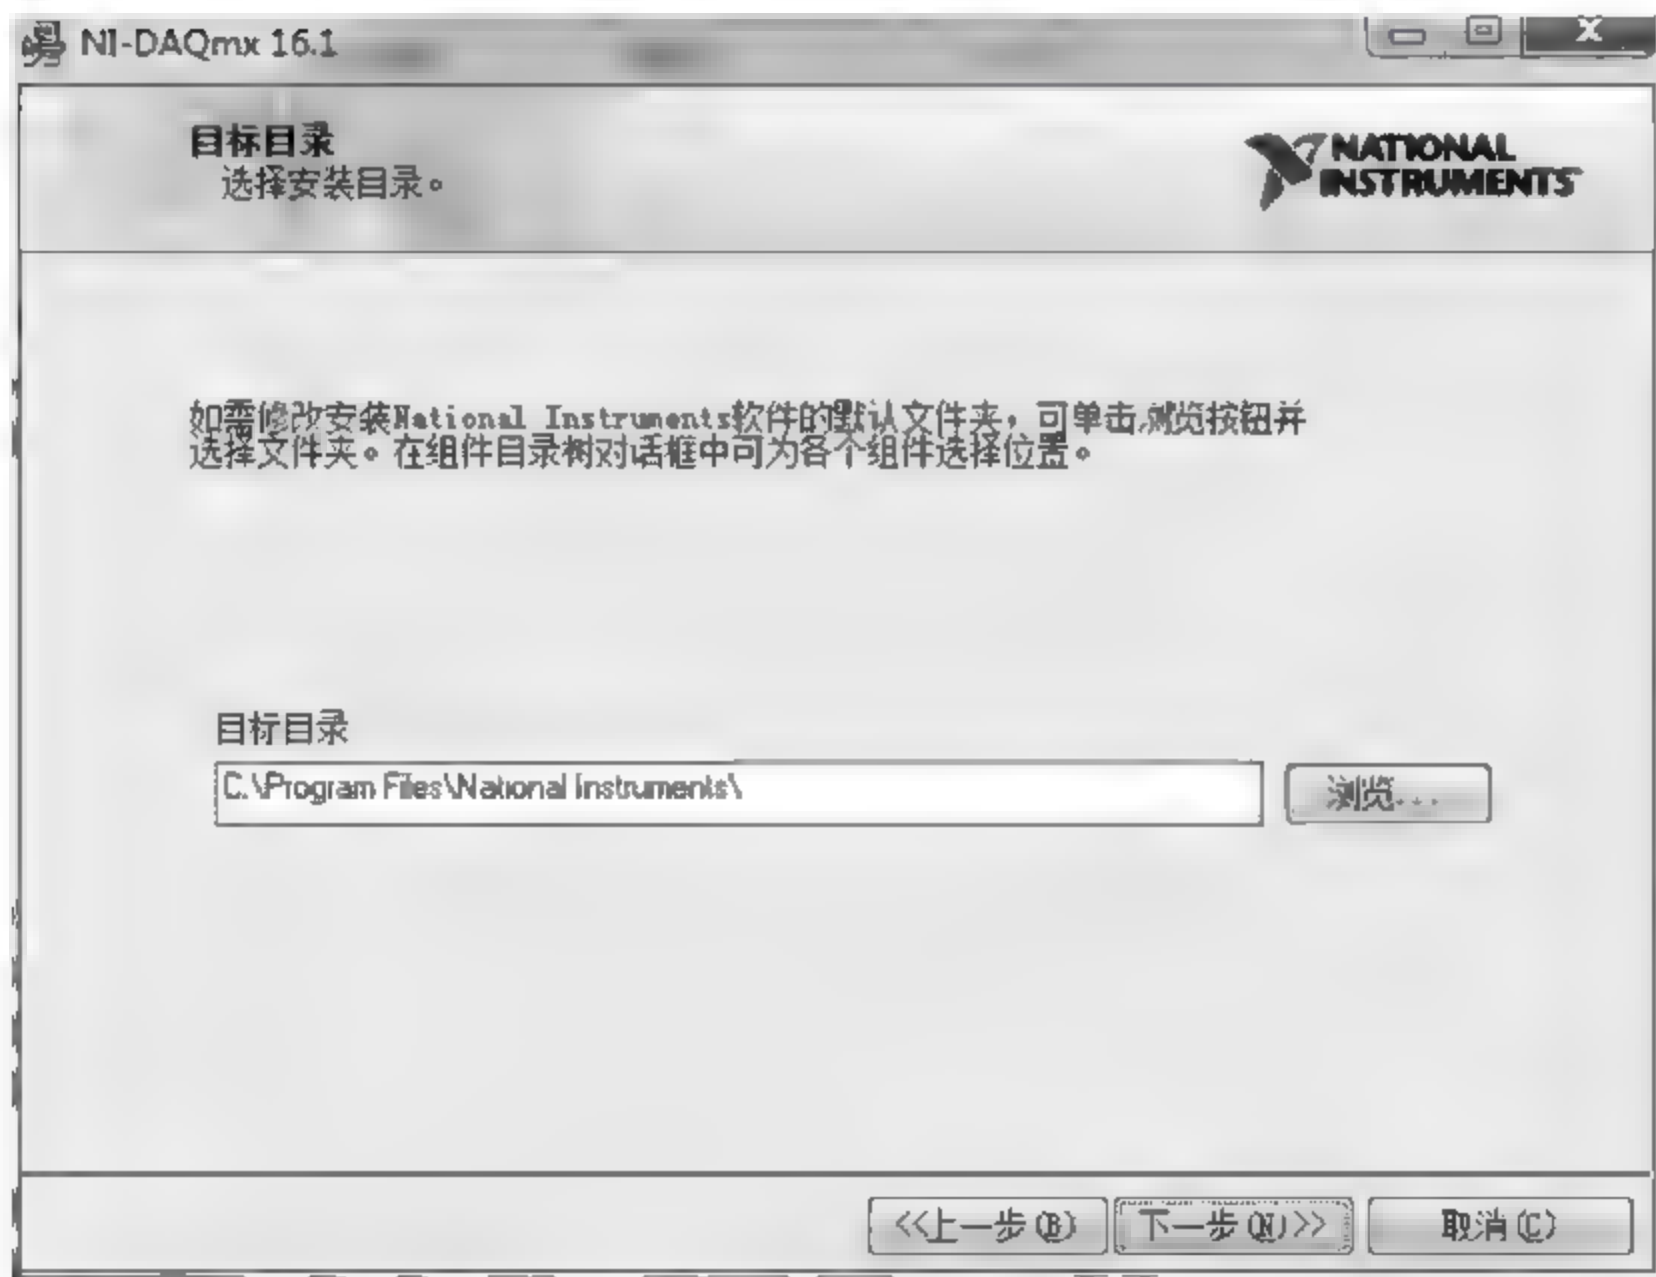 NI-DAQmx 16.1
目标目录
选择安装目录。
NATIONAL
INSTRUMENTS
如需修改安装National Instruments软件的默认文件夹，可单击浏览按钮并
选择文件夹。在组件目录树对话框中可为各个组件选择位置。
目标目录
C:\Program Files\National Instruments\
浏览...
<<上一步(B)
下一步(N)>>
取消(C)